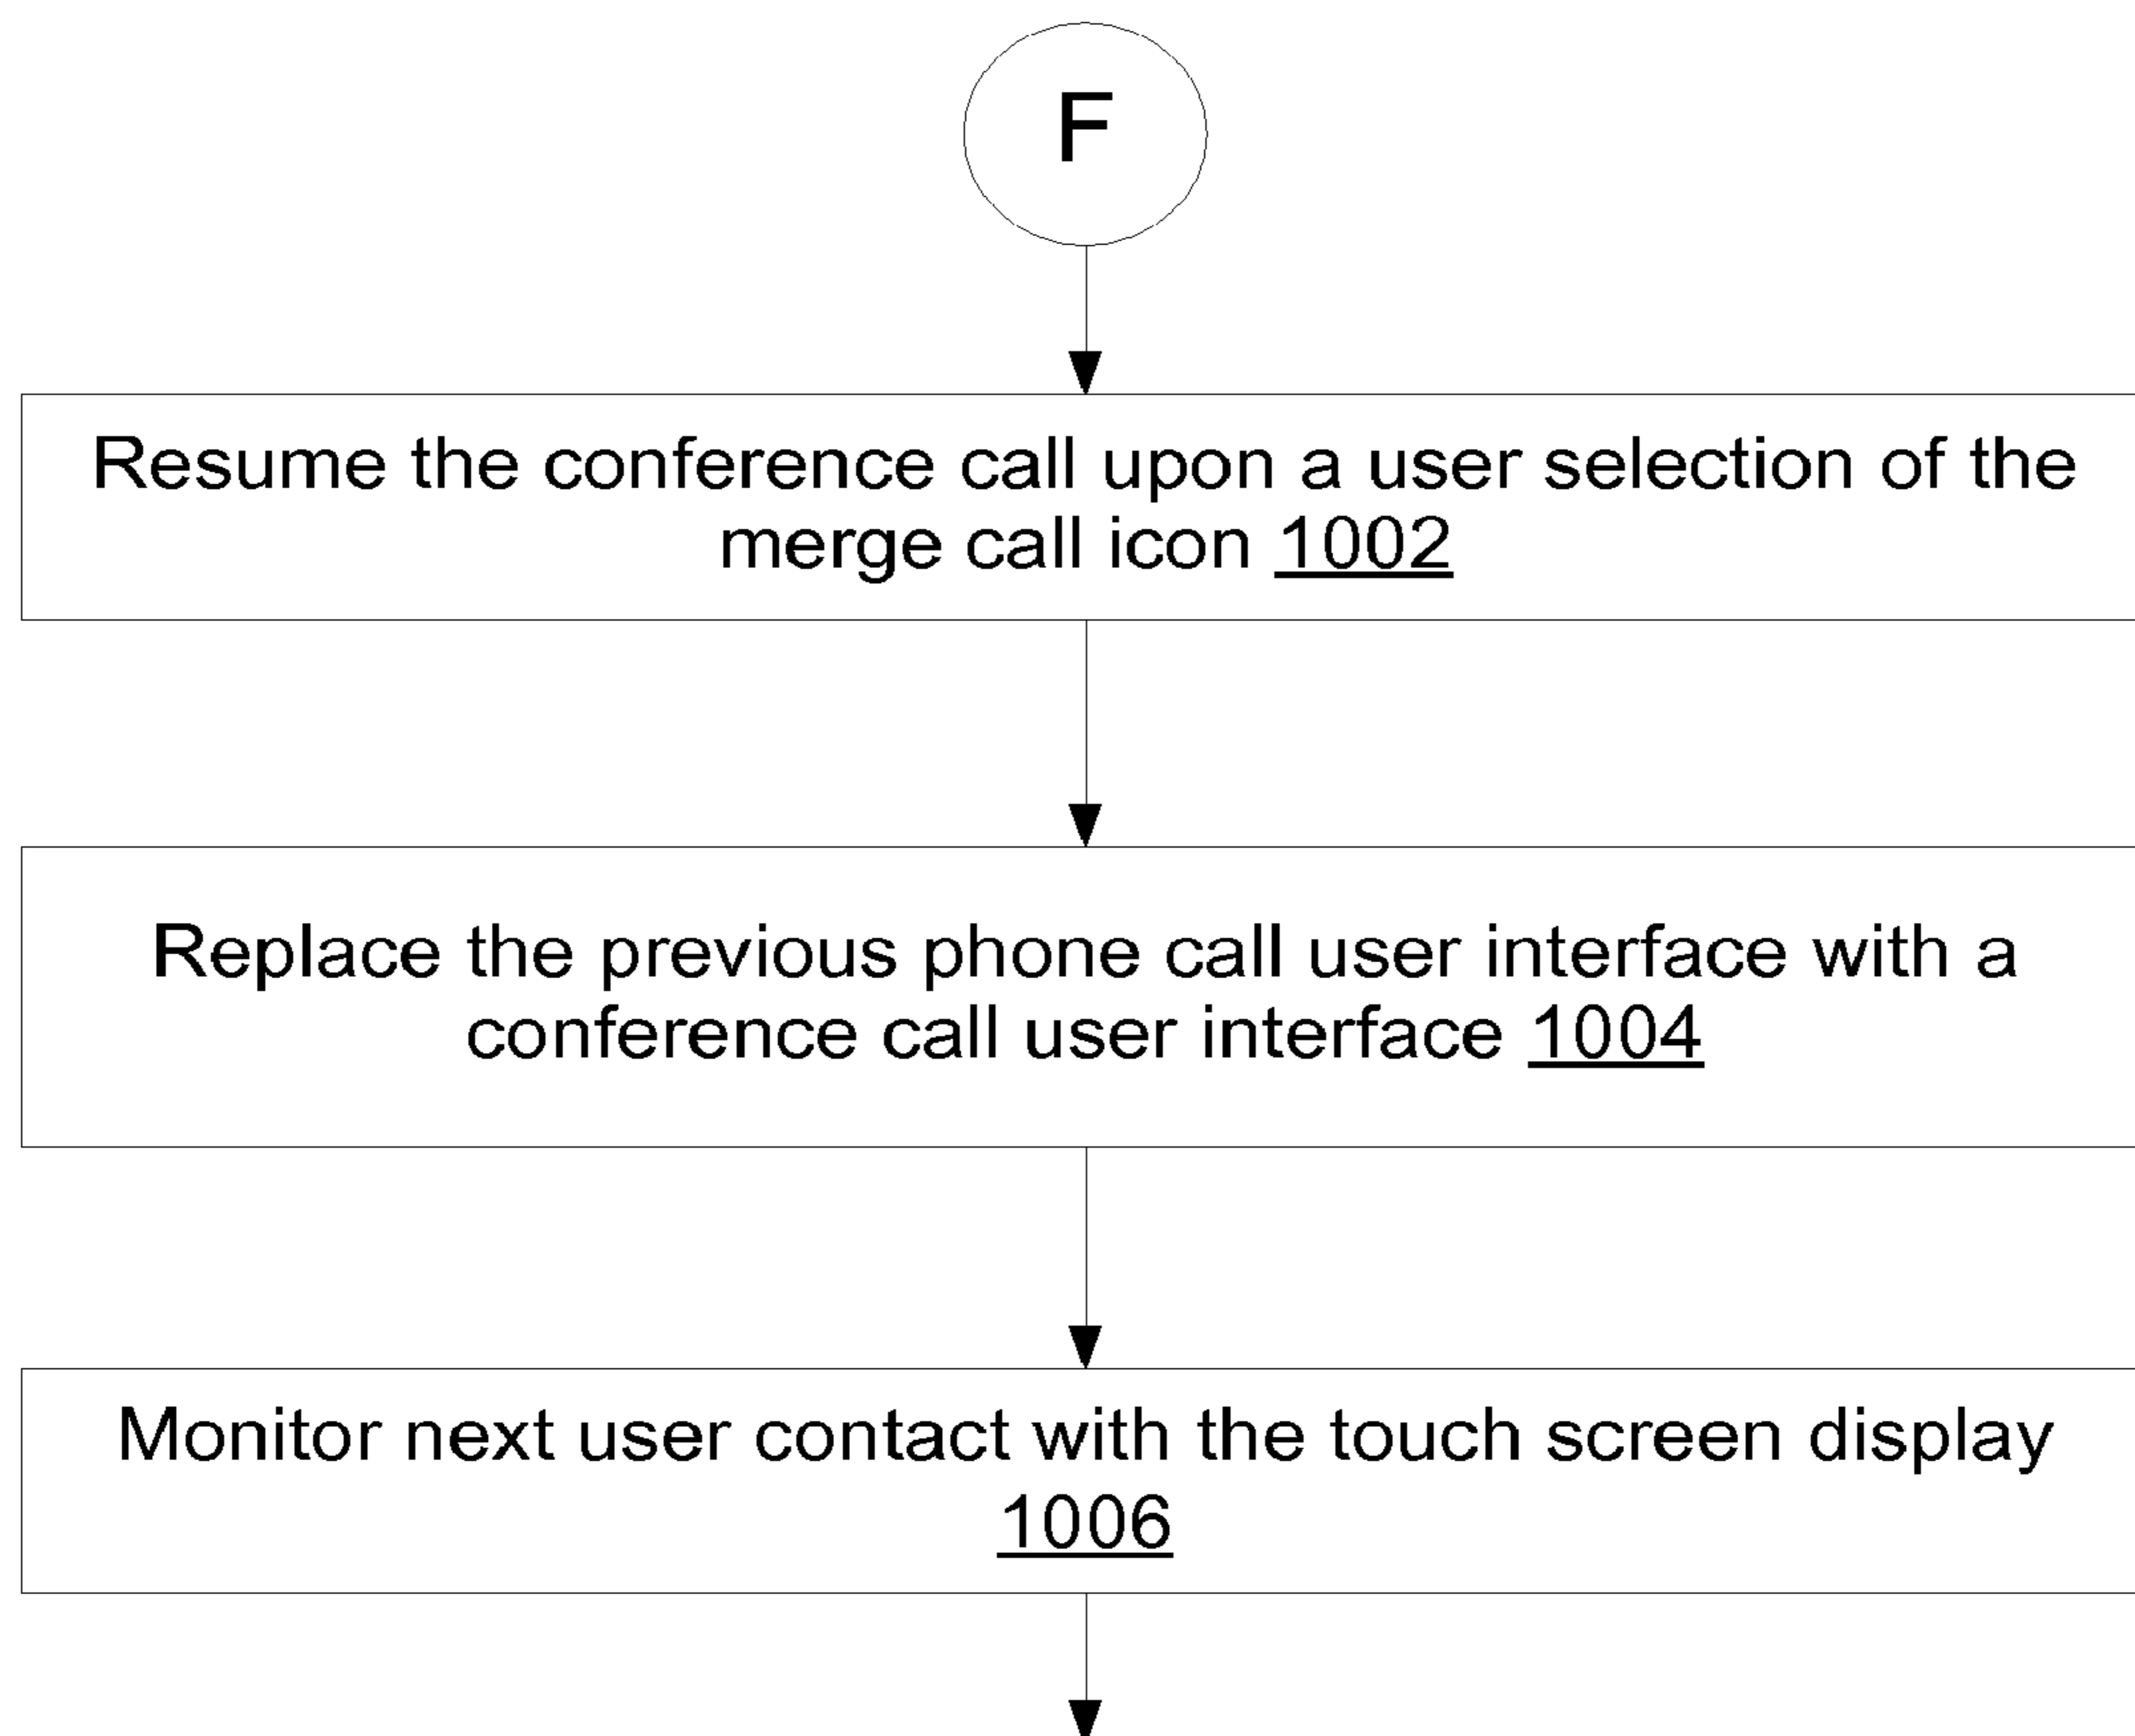 F
Resume the conference call upon a user selection of the
merge call icon 1002
Replace the previous phone call user interface with a
conference call user interface 1004
Monitor next user contact with the touch screen display
1006